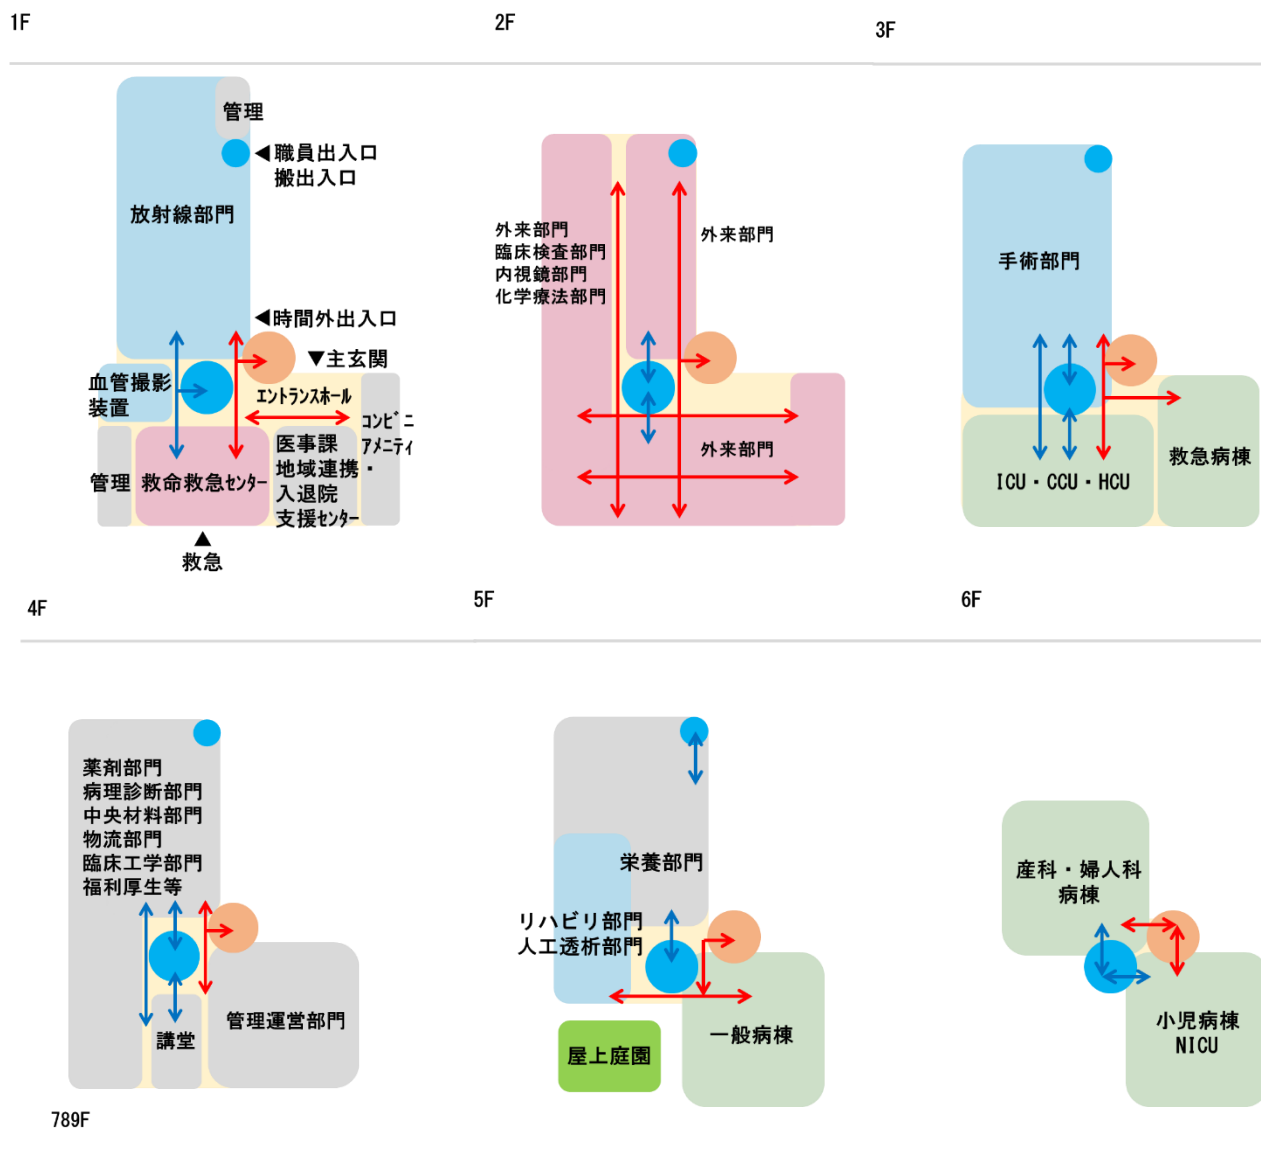 1F
管理
◀職員出入口
搬出入口
放射線部門
◀時間外出入口
▼主玄関
血管撮影
装置
エントランスホール
コンビニ
アメニティ
管理
救命救急センター
医事課
地域連携・
入退院
支援センター
▲
救急
2F
外来部門
臨床検査部門
内視鏡部門
化学療法部門
外来部門
外来部門
3F
手術部門
ICU・CCU・HCU
救急病棟
4F
薬剤部門
病理診断部門
中央材料部門
物流部門
臨床工学部門
福利厚生等
講堂
管理運営部門
5F
栄養部門
リハビリ部門
人工透析部門
一般病棟
屋上庭園
6F
産科・婦人科
病棟
小児病棟
NICU
789F